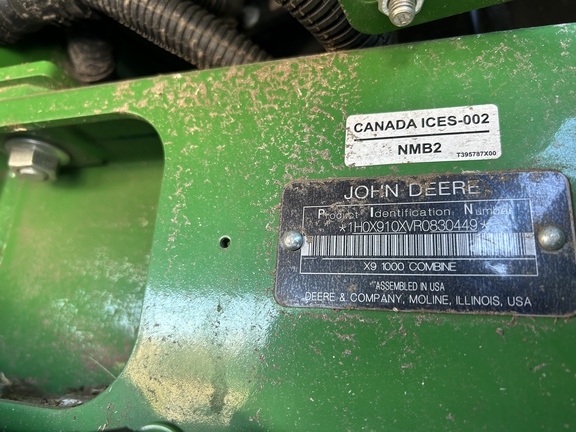 CANADA ICES-002
NMB2
T395787X00
JOHN DEERE
Product Identification Number
*1H0X910XVR0830449*
X9 1000 COMBINE
*ASSEMBLED IN USA
DEERE & COMPANY, MOLINE, ILLINOIS, USA